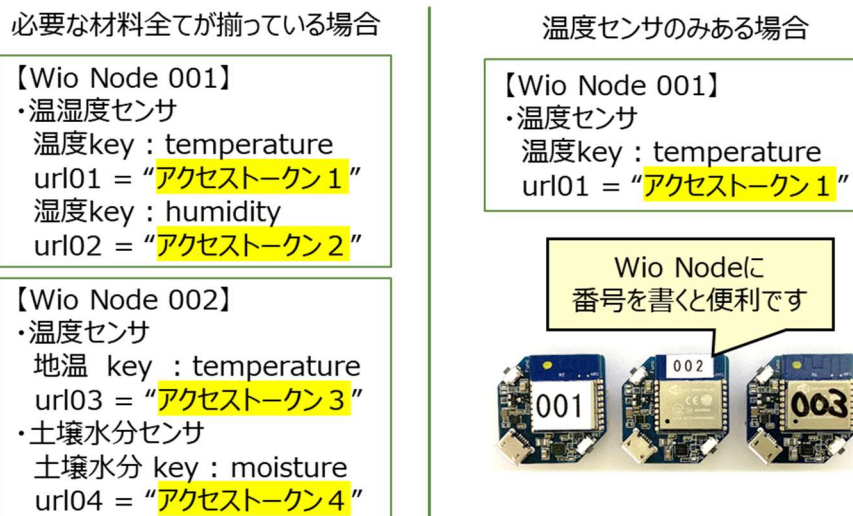 必要な材料全てが揃っている場合
【Wio Node 001】
・温湿度センサ
温度key : temperature
url01 = “アクセストークン１”
湿度key : humidity
url02 = “アクセストークン２”
【Wio Node 002】
・温度センサ
地温 key : temperature
url03 = “アクセストークン３”
・土壌水分センサ
土壌水分 key : moisture
url04 = “アクセストークン４”
温度センサのみある場合
【Wio Node 001】
・温度センサ
温度key : temperature
url01 = “アクセストークン１”
Wio Nodeに
番号を書くと便利です
001
002
003